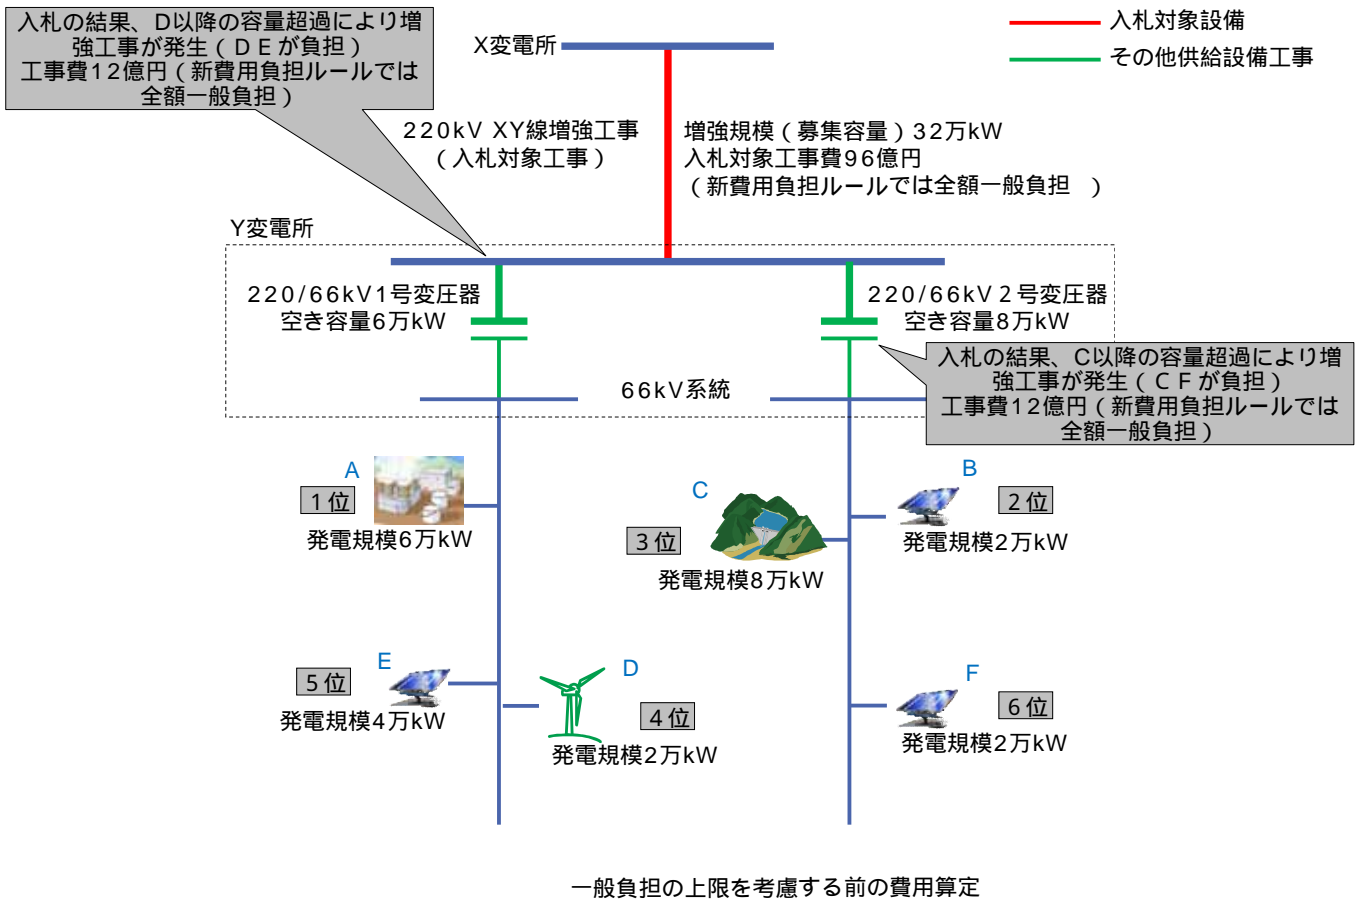 入札の結果、D以降の容量超過により増
強工事が発生(DEが負担)
工事費12億円(新費用負担ルールでは
全額一般負担)
X変電所
入札対象設備
その他供給設備工事
220kV XY線増強工事
(入札対象工事)
増強規模(募集容量)32万kW
入札対象工事費96億円
(新費用負担ルールでは全額一般負担 )
Y変電所
220/66kV1号変圧器
空き容量6万kW
220/66kV2号変圧器
空き容量8万kW
入札の結果、C以降の容量超過により増
強工事が発生(CFが負担)
工事費12億円(新費用負担ルールでは
全額一般負担)
66kV系統
A
1位
発電規模6万kW
C
3位
発電規模8万kW
B
2位
発電規模2万kW
E
5位
発電規模4万kW
D
4位
発電規模2万kW
F
6位
発電規模2万kW
一般負担の上限を考慮する前の費用算定